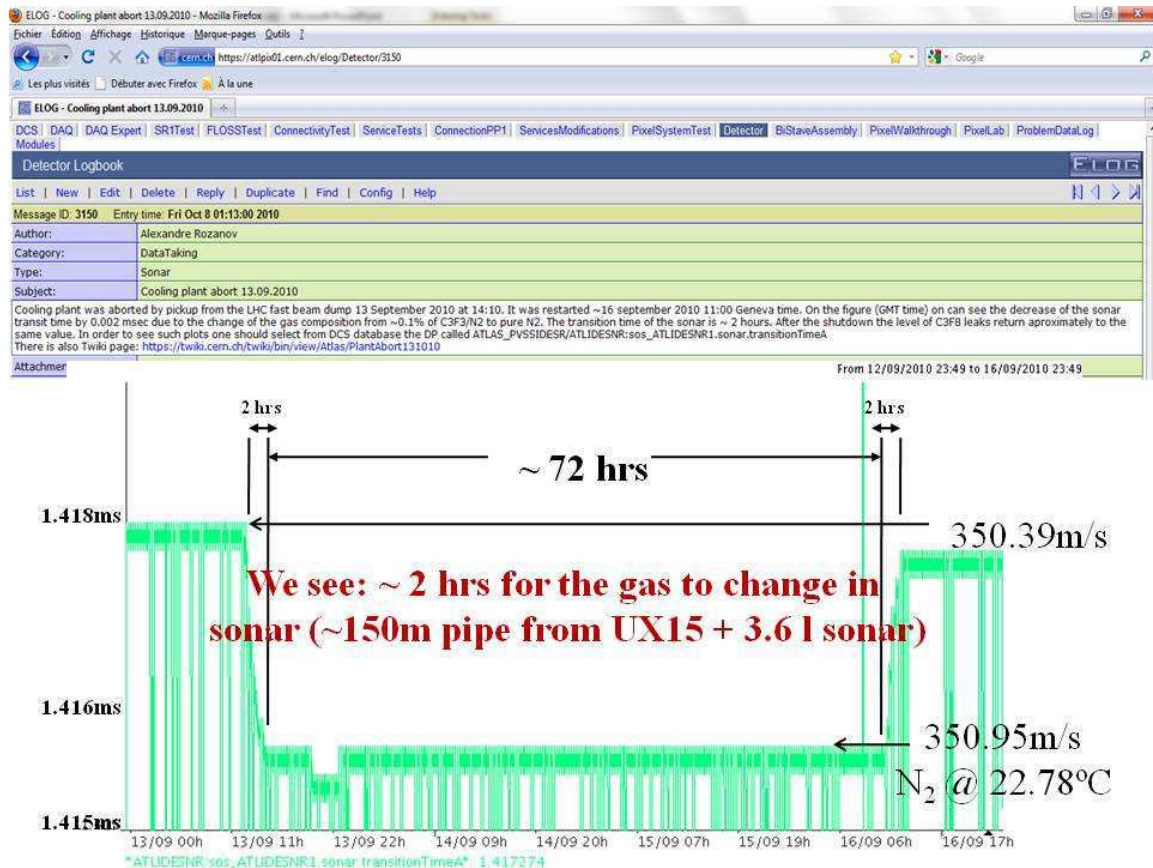 ELOG - Cooling plant abort 13.09.2010 - Mozilla Firefox
Fichier Édition Affichage Historique Marque-pages Outils ?
cern.ch https://atlpix01.cern.ch/elog/Detector/3150
Google
Les plus visités Débuter avec Firefox À la une
ELOG - Cooling plant abort 13.09.2010
DCS | DAQ | DAQ Expert | SR1Test | FLOSSTest | ConnectivityTest | ServiceTests | ConnectionPP1 | ServicesModifications | PixelSystemTest | Detector | BiStaveAssembly | PixelWalkthrough | PixelLab | ProblemDataLog |
Modules
Detector Logbook
ELOG
List | New | Edit | Delete | Reply | Duplicate | Find | Config | Help
Message ID: 3150 Entry time: Fri Oct 8 01:13:00 2010
Author: Alexandre Rozanov
Category: DataTaking
Type: Sonar
Subject: Cooling plant abort 13.09.2010
Cooling plant was aborted by pickup from the LHC fast beam dump 13 September 2010 at 14:10. It was restarted ~16 september 2010 11:00 Geneva time. On the figure (GMT time) on can see the decrease of the sonar
transit time by 0.002 msec due to the change of the gas composition from ~0.1% of C3F3/N2 to pure N2. The transition time of the sonar is ~ 2 hours. After the shutdown the level of C3F8 leaks return aproximately to the
same value. In order to see such plots one should select from DCS database the DP called ATLAS_PVSSIDESR/ATLIDESNR:sos_ATLIDESNR1.sonar.transitionTimeA
There is also Twiki page: https://twiki.cern.ch/twiki/bin/view/Atlas/PlantAbort131010
Attachmen
From 12/09/2010 23:49 to 16/09/2010 23:49
2 hrs
2 hrs
~ 72 hrs
1.418ms
350.39m/s
We see: ~ 2 hrs for the gas to change in
sonar (~150m pipe from UX15 + 3.6 l sonar)
1.416ms
350.95m/s
N₂ @ 22.78ºC
1.415ms
13/09 00h 13/09 11h 13/09 22h 14/09 09h 14/09 20h 15/09 07h 15/09 19h 16/09 06h 16/09 17h
"ATLIDESNR:sos_ATLIDESNR1.sonar.transitionTimeA": 1.417274